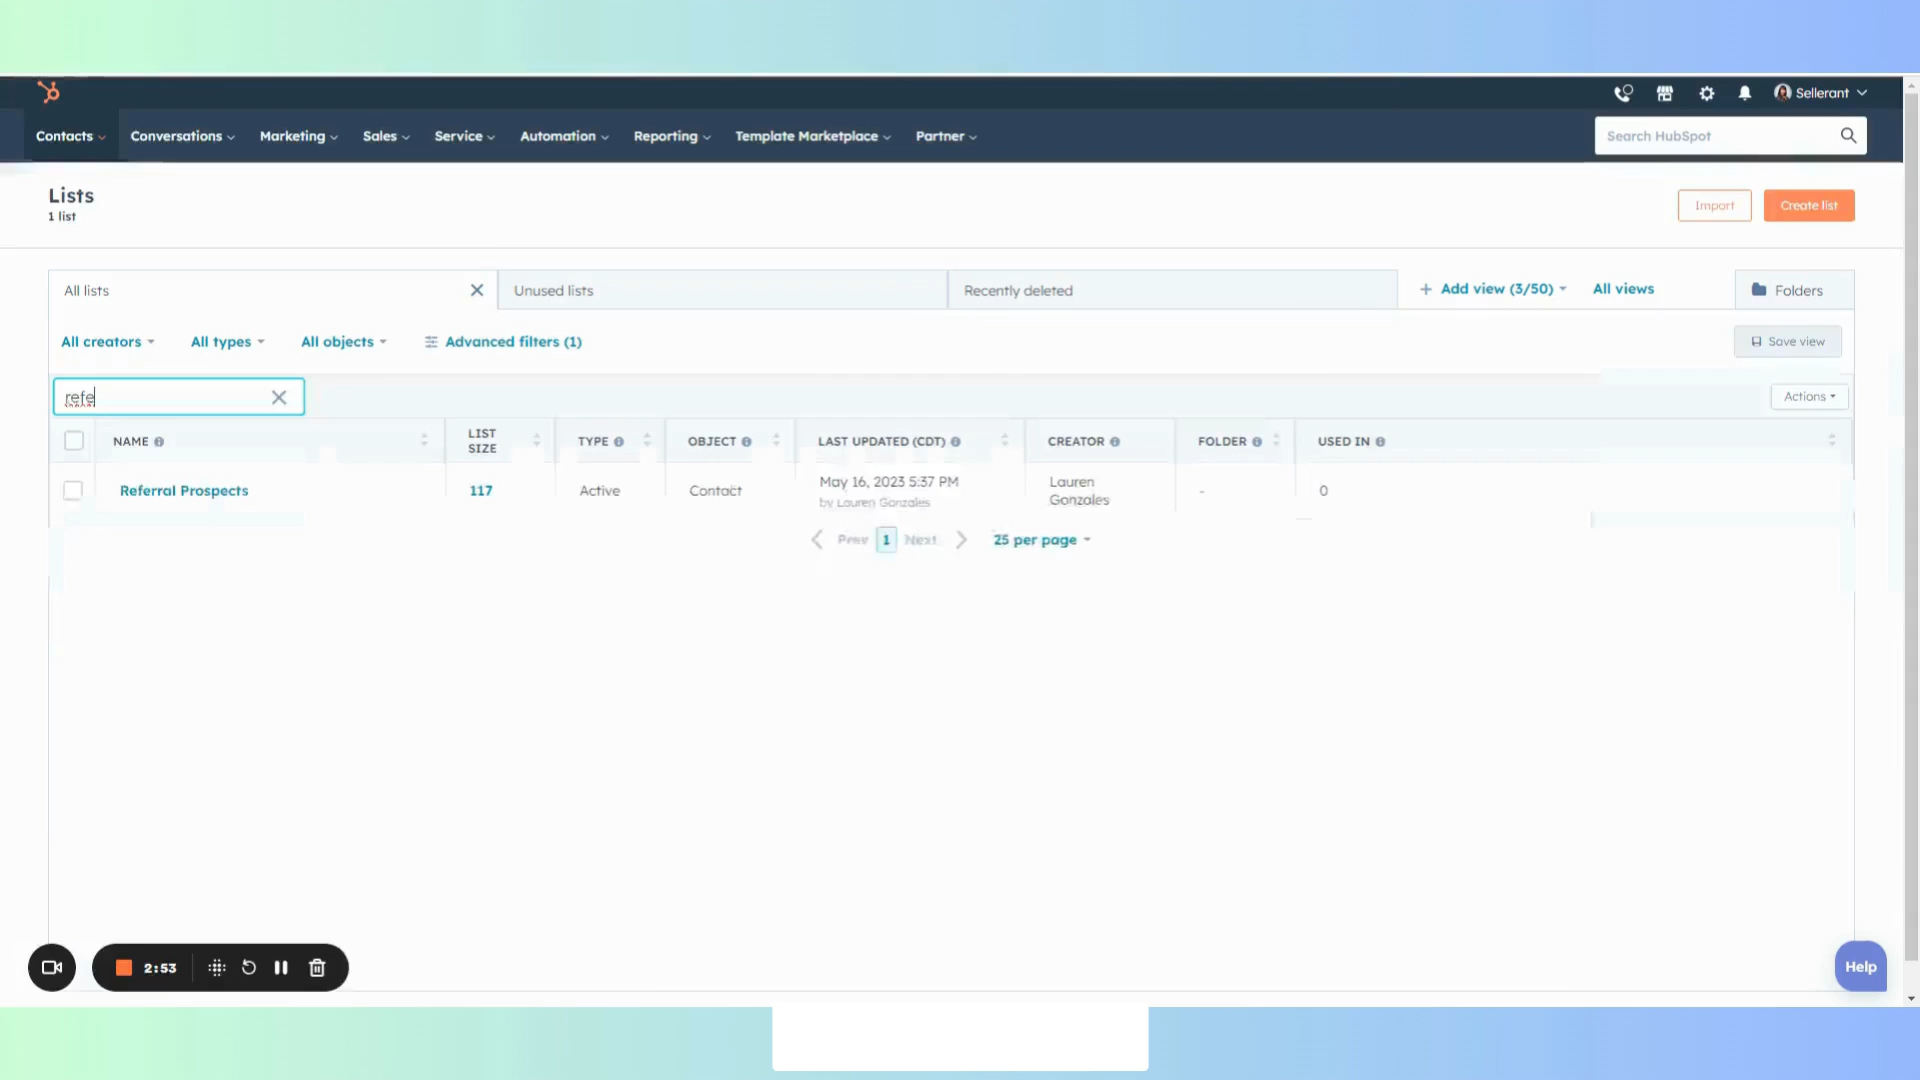 Sellerant
Contacts Conversations Marketing Sales Service Automation Reporting Template Marketplace Partner Search HubSpot
Lists
1 list
Import Create list
All lists Unused lists Recently deleted + Add view (3/50) All views Folders
All creators All types All objects Advanced filters (1) Save view
refe Actions
NAME LIST SIZE TYPE OBJECT LAST UPDATED (CDT) CREATOR FOLDER USED IN
Referral Prospects 117 Active Contact May 16, 2023 5:37 PM Lauren Gonzales - 0
by Lauren Gonzales
Prev 1 Next 25 per page
2:53
Help